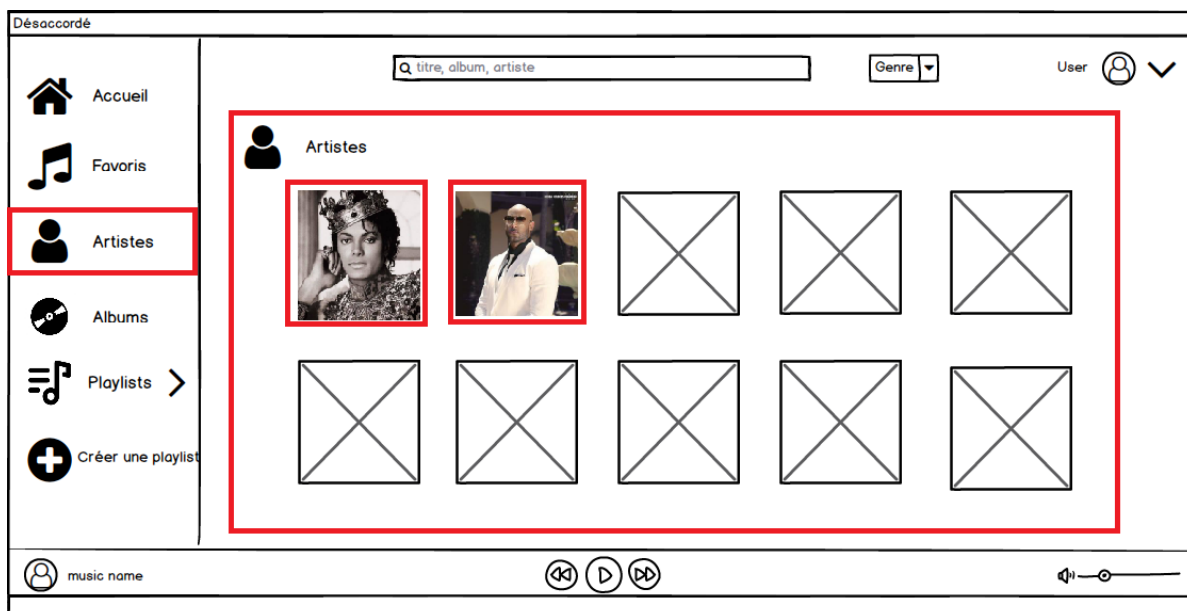 Désaccordé
titre, album, artiste
Genre
User
Accueil
Favoris
Artistes
Albums
Playlists
Créer une playlist
Artistes
music name